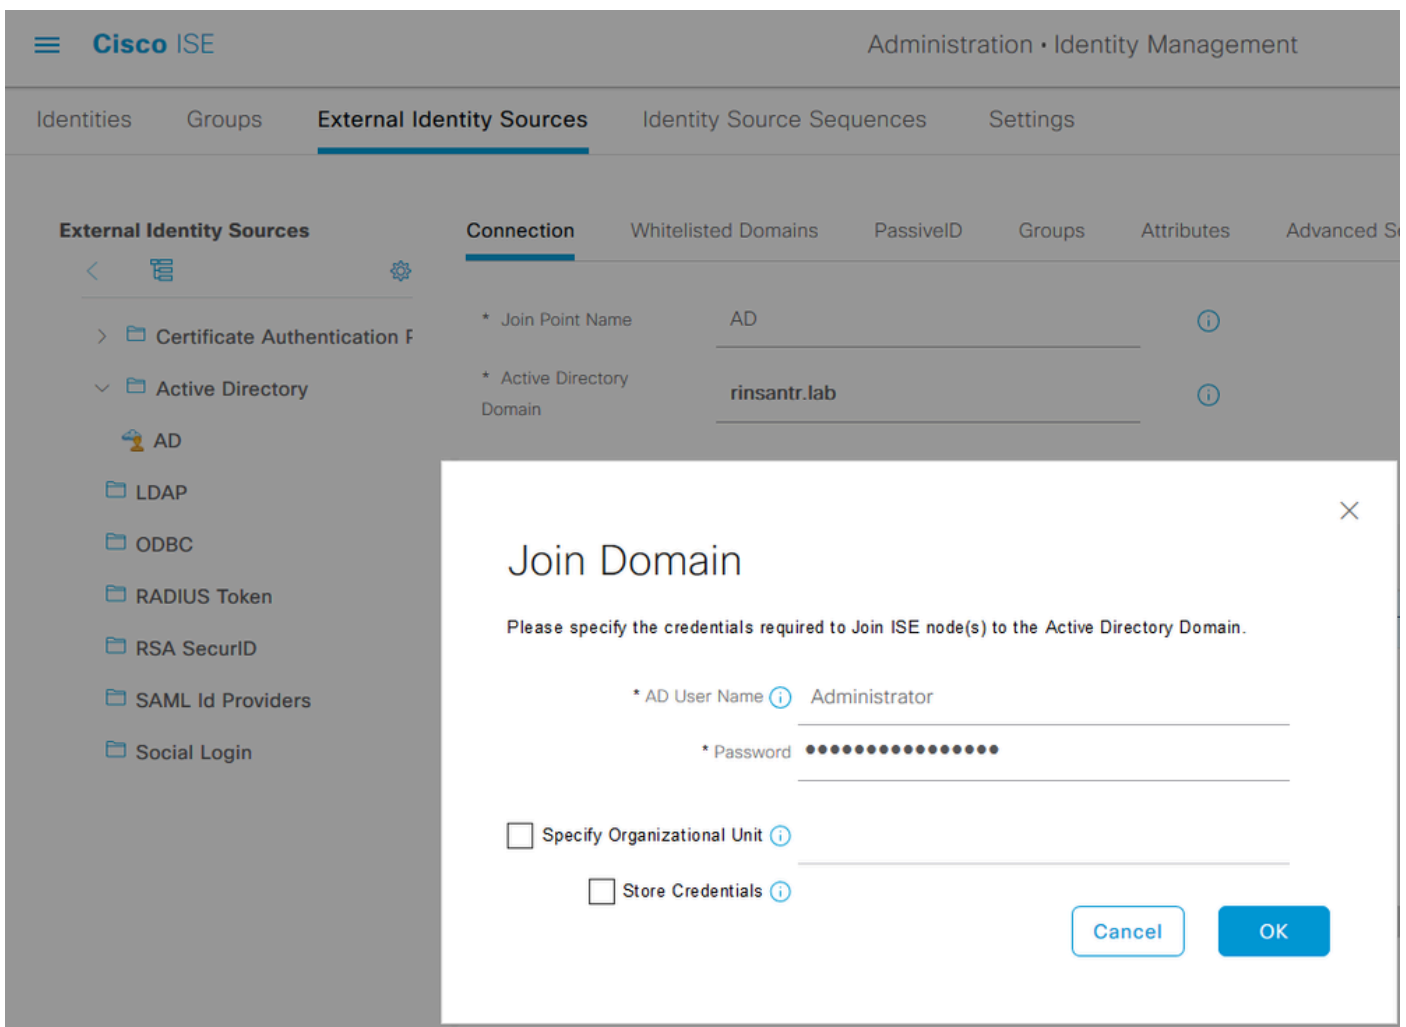 Cisco ISE
Administration · Identity Management
Identities Groups External Identity Sources Identity Source Sequences Settings
External Identity Sources
Connection Whitelisted Domains PassiveID Groups Attributes Advanced
Certificate Authentication
Active Directory
AD
LDAP
ODBC
RADIUS Token
RSA SecurID
SAML Id Providers
Social Login
* Join Point Name AD
* Active Directory
Domain
rinsantr.lab
Join Domain
Please specify the credentials required to Join ISE node(s) to the Active Directory Domain.
* AD User Name Administrator
* Password ••••••••••••••••
Specify Organizational Unit
Store Credentials
Cancel OK